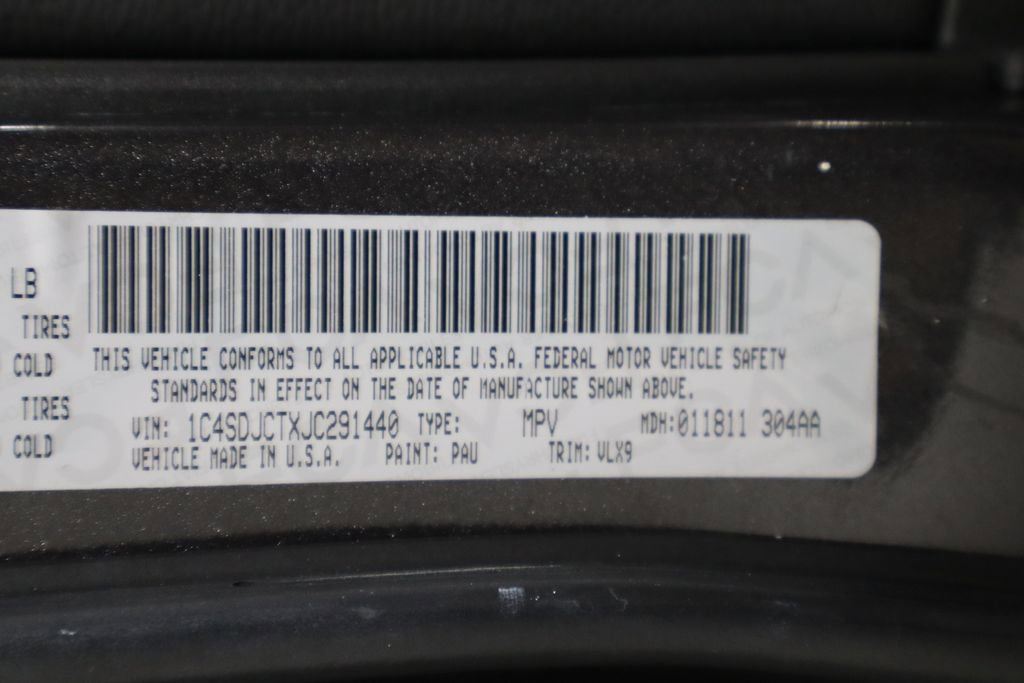 LB
TIRES
COLD
TIRES
COLD
THIS VEHICLE CONFORMS TO ALL APPLICABLE U.S.A. FEDERAL MOTOR VEHICLE SAFETY
STANDARDS IN EFFECT ON THE DATE OF MANUFACTURE SHOWN ABOVE.
VIN: 1C4SDJCTXJC291440 TYPE: MPV MDH:011811 304AA
VEHICLE MADE IN U.S.A. PAINT: PAU TRIM: VLX9